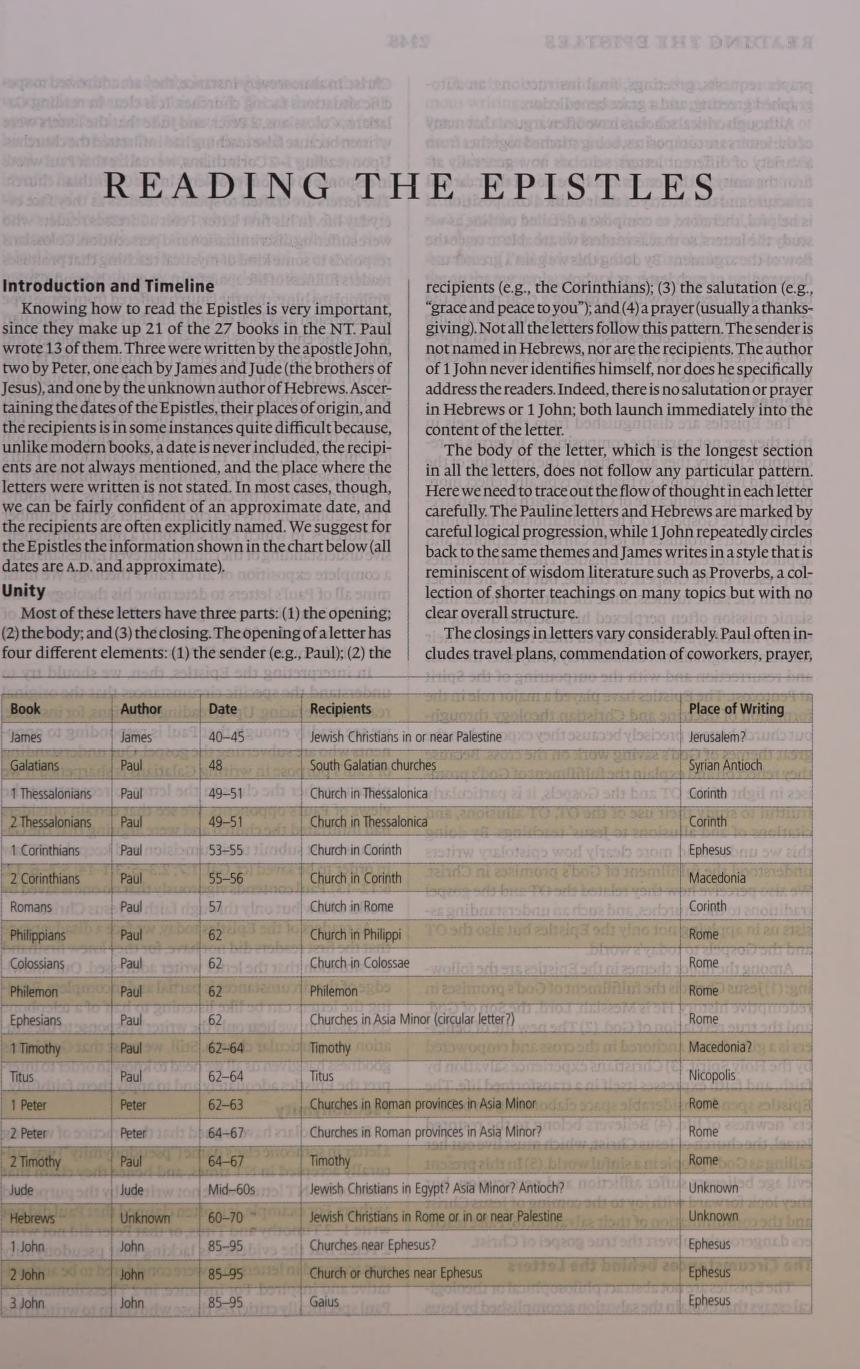 READING THE EPISTLES
Introduction and Timeline
Knowing how to read the Epistles is very important,
since they make up 21 of the 27 books in the NT. Paul
wrote 13 of them. Three were written by the apostle John,
two by Peter, one each by James and Jude (the brothers of
Jesus), and one by the unknown author of Hebrews. Ascer-
taining the dates of the Epistles, their places of origin, and
the recipients is in some instances quite difficult because,
unlike modern books, a date is never included, the recipi-
ents are not always mentioned, and the place where the
letters were written is not stated. In most cases, though,
we can be fairly confident of an approximate date, and
the recipients are often explicitly named. We suggest for
the Epistles the information shown in the chart below (all
dates are A.D. and approximate).
Unity
Most of these letters have three parts: (1) the opening;
(2) the body; and (3) the closing. The opening of a letter has
four different elements: (1) the sender (e.g., Paul); (2) the
recipients (e.g., the Corinthians); (3) the salutation (e.g.,
“grace and peace to you”); and (4) a prayer (usually a thanks-
giving). Not all the letters follow this pattern. The sender is
not named in Hebrews, nor are the recipients. The author
of 1 John never identifies himself, nor does he specifically
address the readers. Indeed, there is no salutation or prayer
in Hebrews or 1 John; both launch immediately into the
content of the letter.
The body of the letter, which is the longest section
in all the letters, does not follow any particular pattern.
Here we need to trace out the flow of thought in each letter
carefully. The Pauline letters and Hebrews are marked by
careful logical progression, while 1 John repeatedly circles
back to the same themes and James writes in a style that is
reminiscent of wisdom literature such as Proverbs, a col-
lection of shorter teachings on many topics but with no
clear overall structure.
The closings in letters vary considerably. Paul often in-
cludes travel plans, commendation of coworkers, prayer,
Book Author Date Recipients Place of Writing
James James 40–45 Jewish Christians in or near Palestine Jerusalem?
Galatians Paul 48 South Galatian churches Syrian Antioch
1 Thessalonians Paul 49–51 Church in Thessalonica Corinth
2 Thessalonians Paul 49–51 Church in Thessalonica Corinth
1 Corinthians Paul 53–55 Church in Corinth Ephesus
2 Corinthians Paul 55–56 Church in Corinth Macedonia
Romans Paul 57 Church in Rome Corinth
Philippians Paul 62 Church in Philippi Rome
Colossians Paul 62 Church in Colossae Rome
Philemon Paul 62 Philemon Rome
Ephesians Paul 62 Churches in Asia Minor (circular letter?) Rome
1 Timothy Paul 62–64 Timothy Macedonia?
Titus Paul 62–64 Titus Nicopolis
1 Peter Peter 62–63 Churches in Roman provinces in Asia Minor Rome
2 Peter Peter 64–67 Churches in Roman provinces in Asia Minor? Rome
2 Timothy Paul 64–67 Timothy Rome
Jude Jude Mid–60s Jewish Christians in Egypt? Asia Minor? Antioch? Unknown
Hebrews Unknown 60–70 Jewish Christians in Rome or in or near Palestine Unknown
1 John John 85–95 Churches near Ephesus? Ephesus
2 John John 85–95 Church or churches near Ephesus Ephesus
3 John John 85–95 Gaius Ephesus